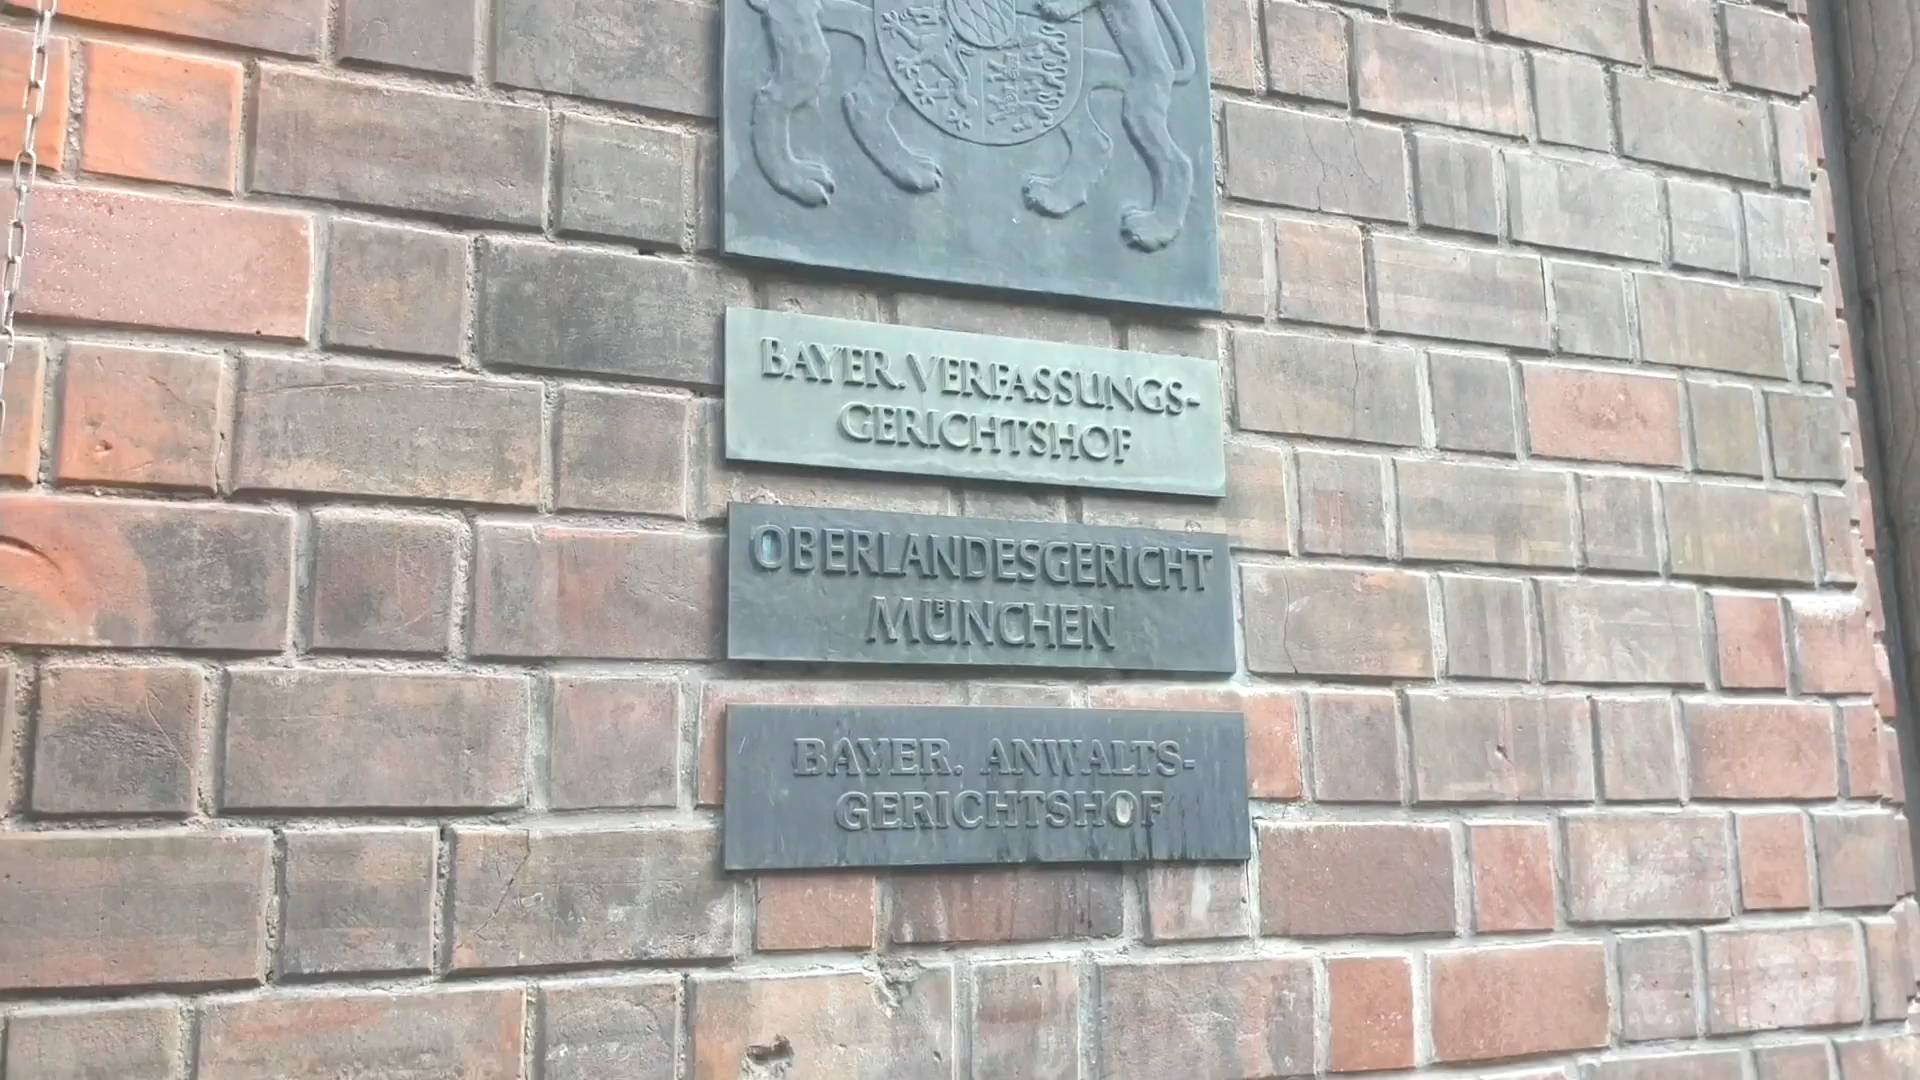 BAYER. VERFASSUNGS-
GERICHTSHOF
OBERLANDESGERICHT
MÜNCHEN
BAYER. ANWALTS-
GERICHTSHOF